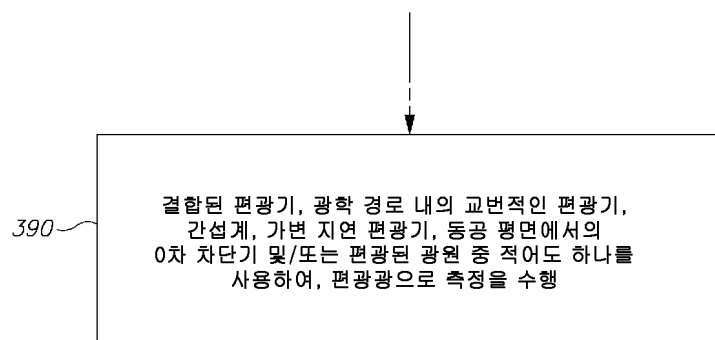 390
결합된 편광기, 광학 경로 내의 교번적인 편광기,
간섭계, 가변 지연 편광기, 동공 평면에서의
0차 차단기 및/또는 편광된 광원 중 적어도 하나를
사용하여, 편광광으로 측정을 수행